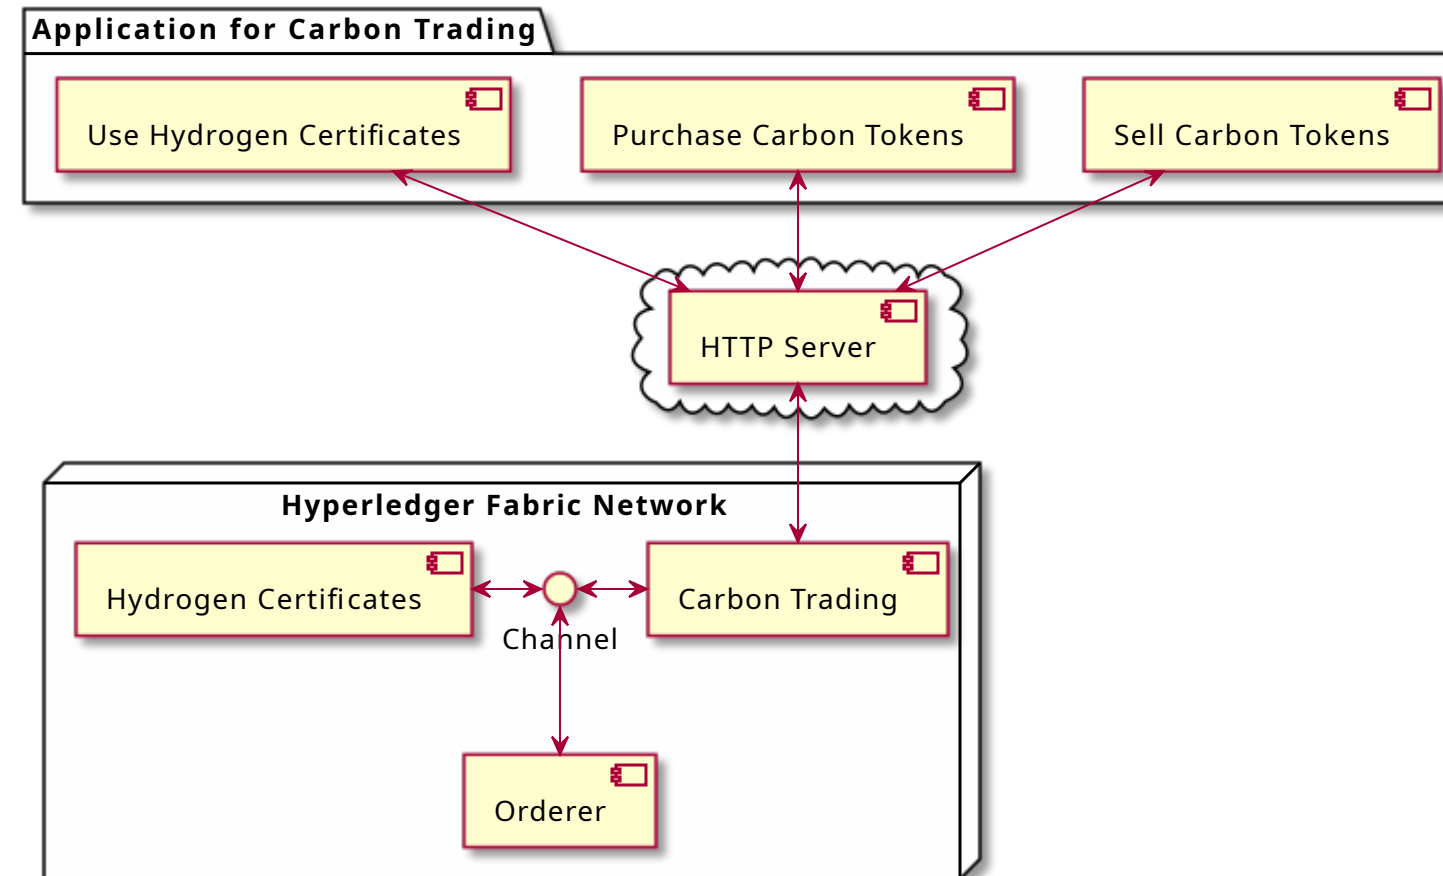 Application for Carbon Trading
Use Hydrogen Certificates
Purchase Carbon Tokens
Sell Carbon Tokens
HTTP Server
Hyperledger Fabric Network
Hydrogen Certificates
Channel
Carbon Trading
Orderer